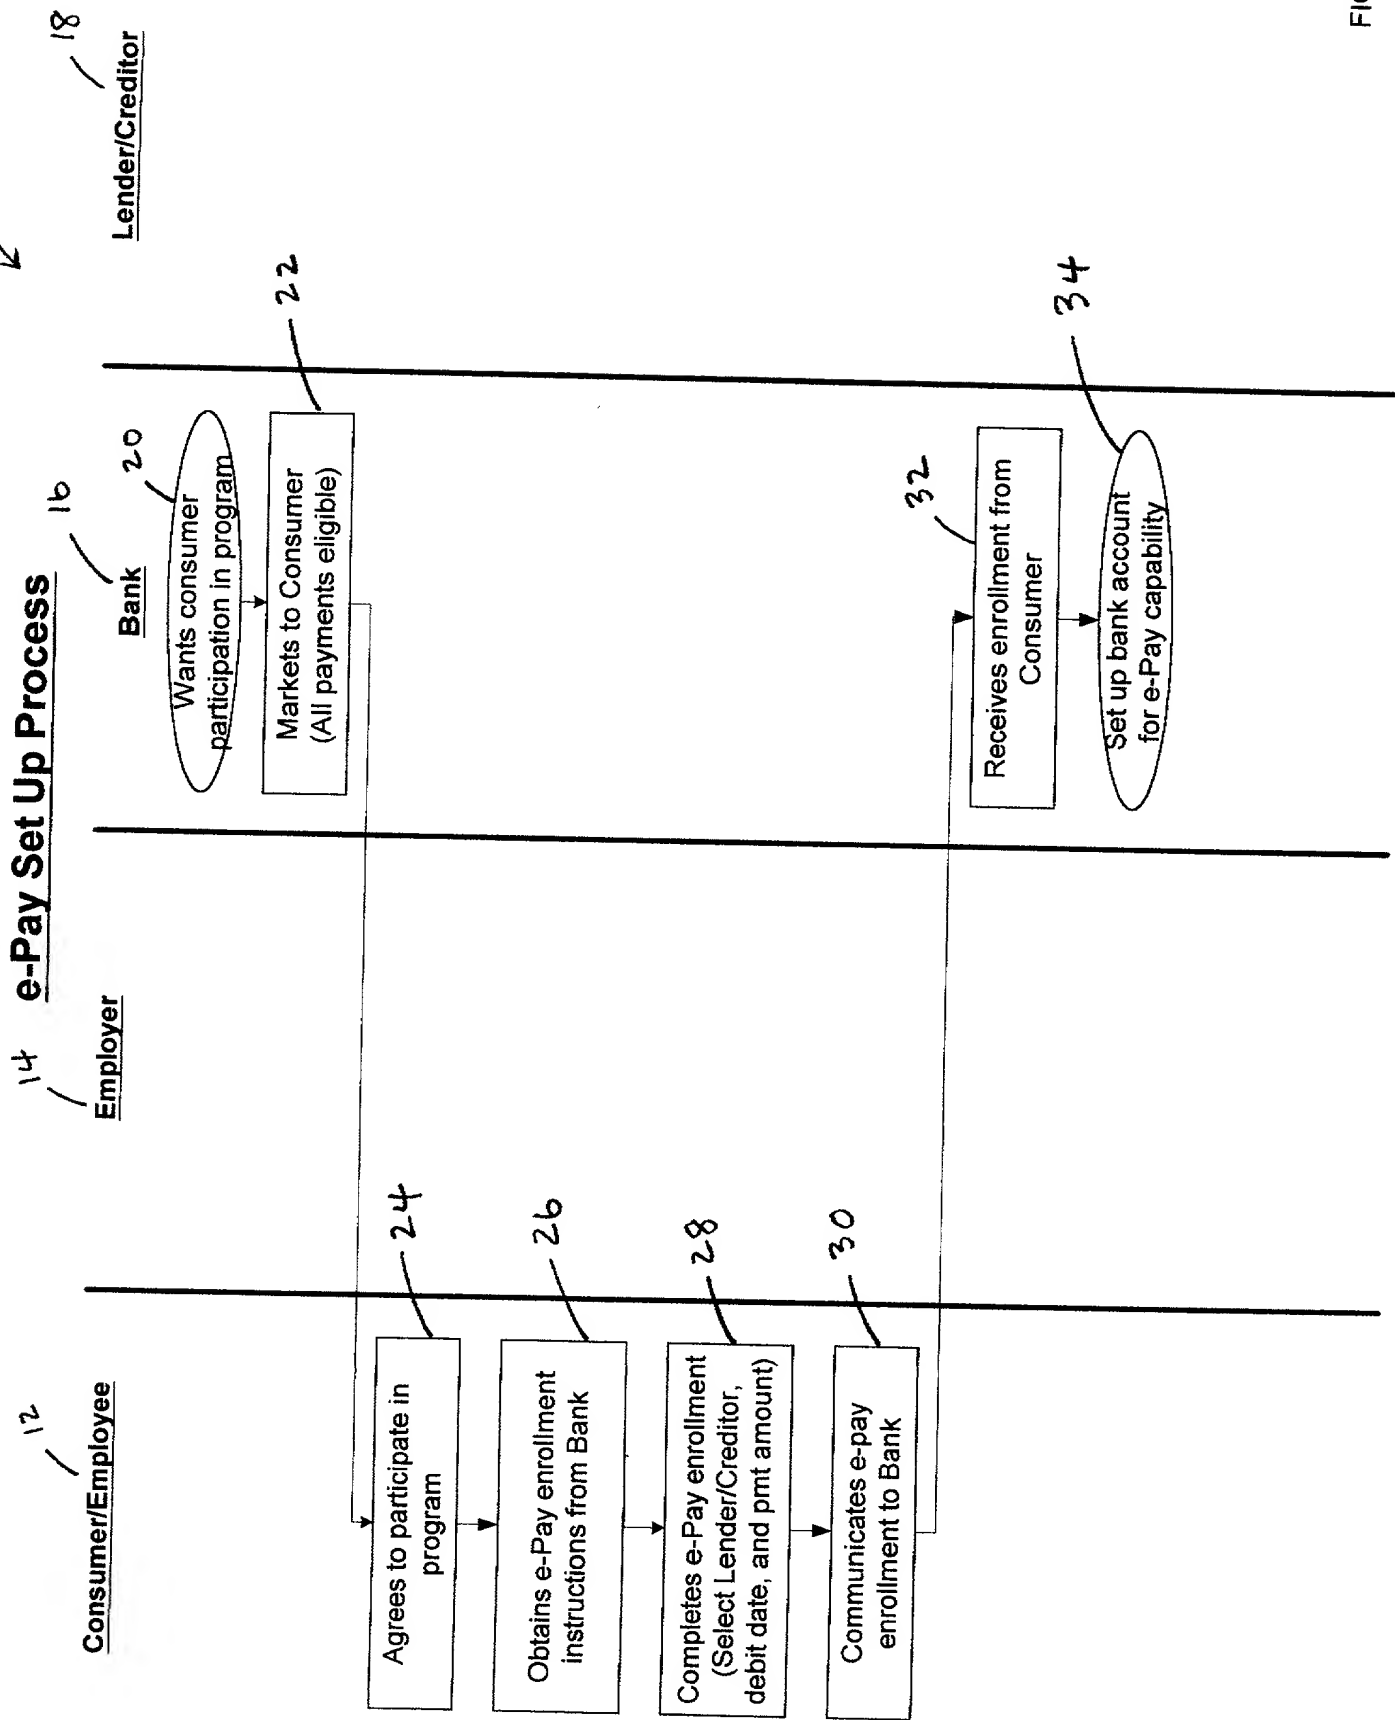 e-Pay Set Up Process
12
Consumer/Employee
14
Employer
16
Bank
18
Lender/Creditor
20
Wants consumer
participation in program
22
Markets to Consumer
(All payments eligible)
24
Agrees to participate in
program
26
Obtains e-Pay enrollment
instructions from Bank
28
Completes e-Pay enrollment
(Select Lender/Creditor,
debit date, and pmt amount)
30
Communicates e-pay
enrollment to Bank
32
Receives enrollment from
Consumer
34
Set up bank account
for e-Pay capability